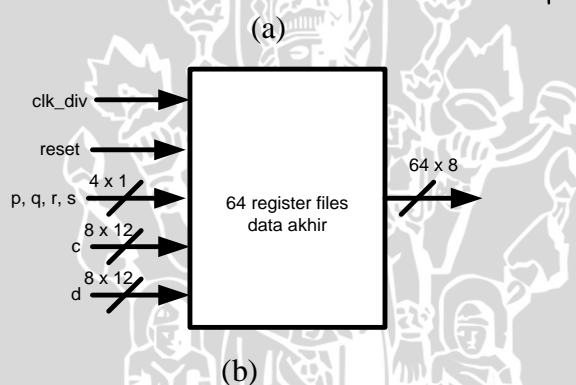 (a)
clk_div
reset
4 x 1
p, q, r, s
8 x 12
c
8 x 12
d
64 register files
data akhir
64 x 8
(b)